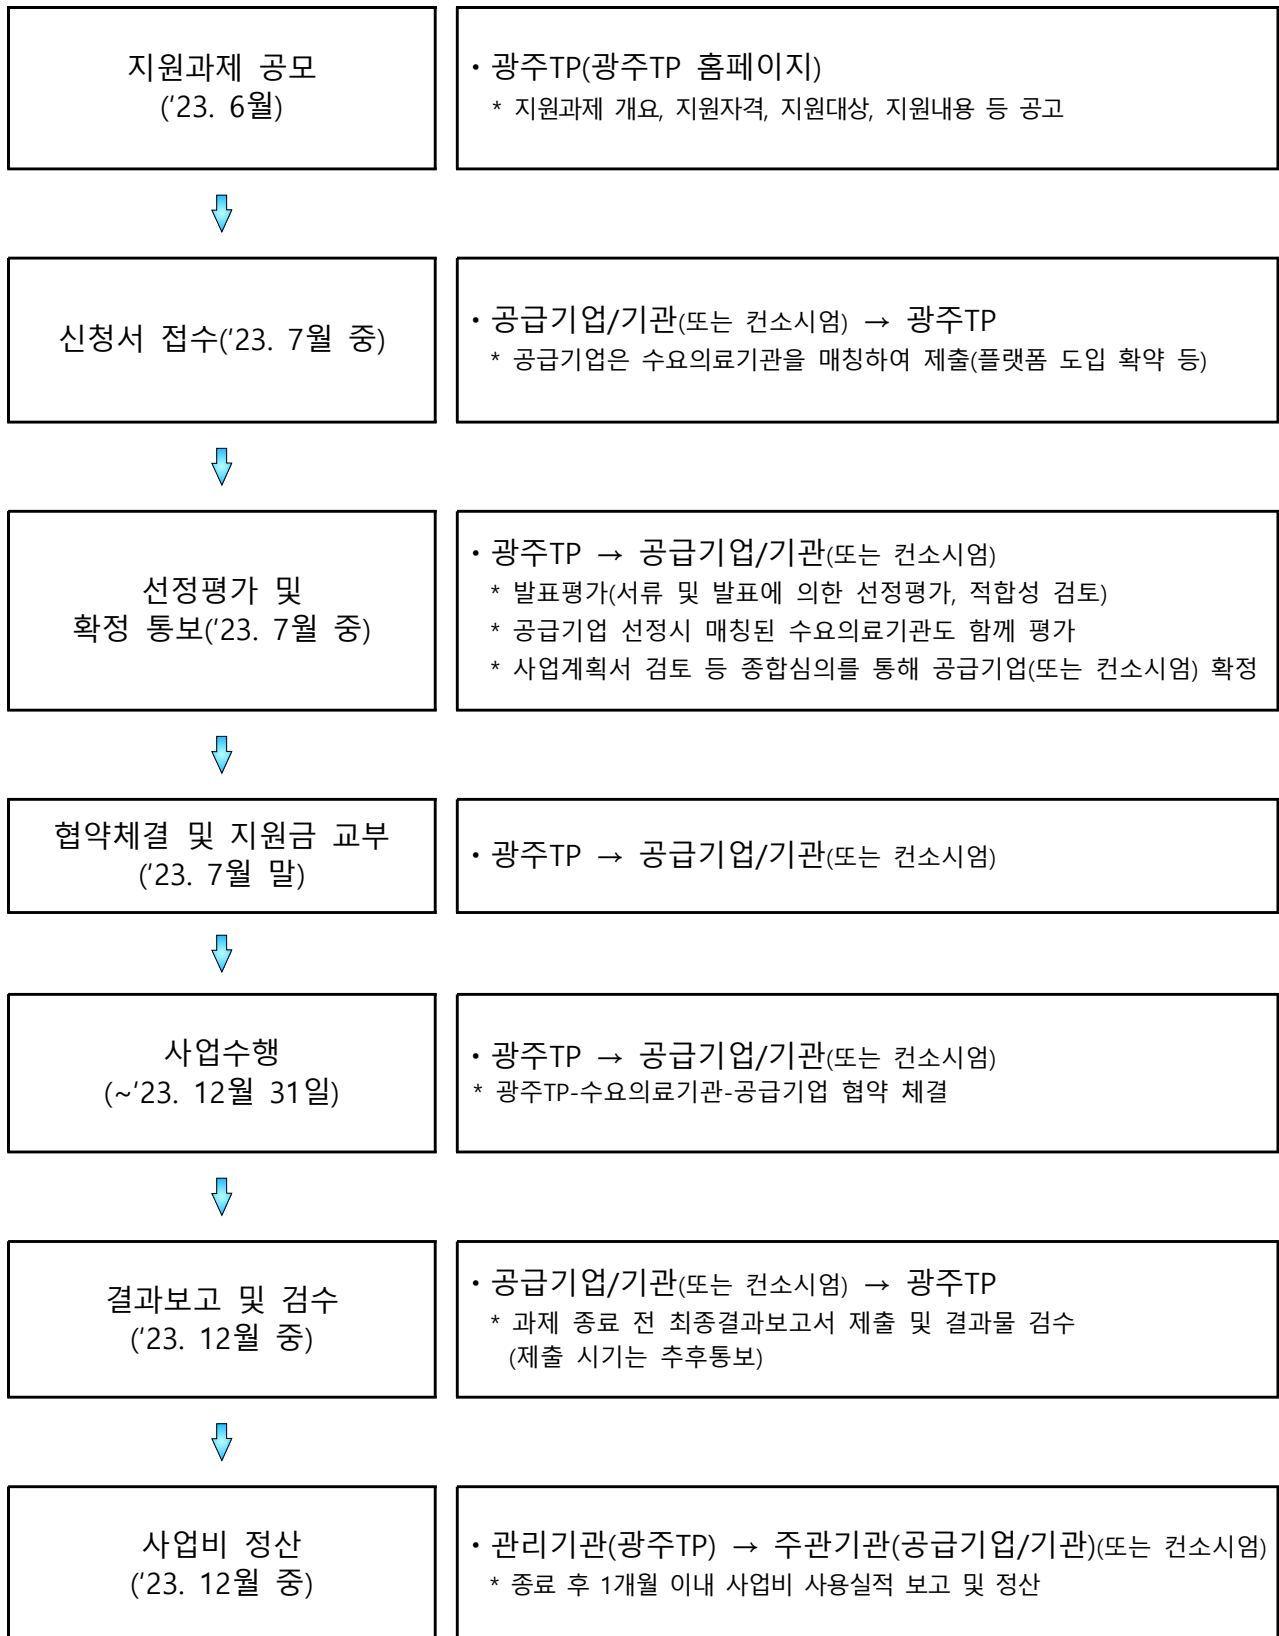 지원과제 공모
(‘23. 6월)
・광주TP(광주TP 홈페이지)
* 지원과제 개요, 지원자격, 지원대상, 지원내용 등 공고
신청서 접수(‘23. 7월 중)
・공급기업/기관(또는 컨소시엄) → 광주TP
* 공급기업은 수요의료기관을 매칭하여 제출(플랫폼 도입 확약 등)
선정평가 및
확정 통보(‘23. 7월 중)
・광주TP → 공급기업/기관(또는 컨소시엄)
* 발표평가(서류 및 발표에 의한 선정평가, 적합성 검토)
* 공급기업 선정시 매칭된 수요의료기관도 함께 평가
* 사업계획서 검토 등 종합심의를 통해 공급기업(또는 컨소시엄) 확정
협약체결 및 지원금 교부
(‘23. 7월 말)
・광주TP → 공급기업/기관(또는 컨소시엄)
사업수행
(~‘23. 12월 31일)
・광주TP → 공급기업/기관(또는 컨소시엄)
* 광주TP-수요의료기관-공급기업 협약 체결
결과보고 및 검수
(‘23. 12월 중)
・공급기업/기관(또는 컨소시엄) → 광주TP
* 과제 종료 전 최종결과보고서 제출 및 결과물 검수
(제출 시기는 추후통보)
사업비 정산
(‘23. 12월 중)
・관리기관(광주TP) → 주관기관(공급기업/기관)(또는 컨소시엄)
* 종료 후 1개월 이내 사업비 사용실적 보고 및 정산